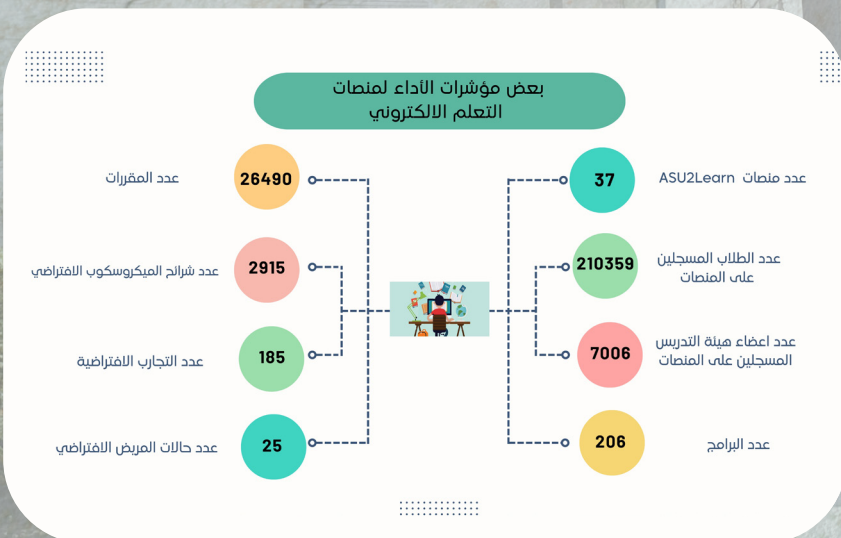 بعض مؤشرات الأداء لمنصات
التعلم الالكتروني
عدد منصات ASU2Learn
37
عدد الطلاب المسجلين
على المنصات
210359
عدد اعضاء هيئة التدريس
المسجلين على المنصات
7006
عدد البرامج
206
26490
عدد المقررات
2915
عدد شرائح الميكروسكوب الافتراضي
185
عدد التجارب الافتراضية
25
عدد حالات المريض الافتراضي